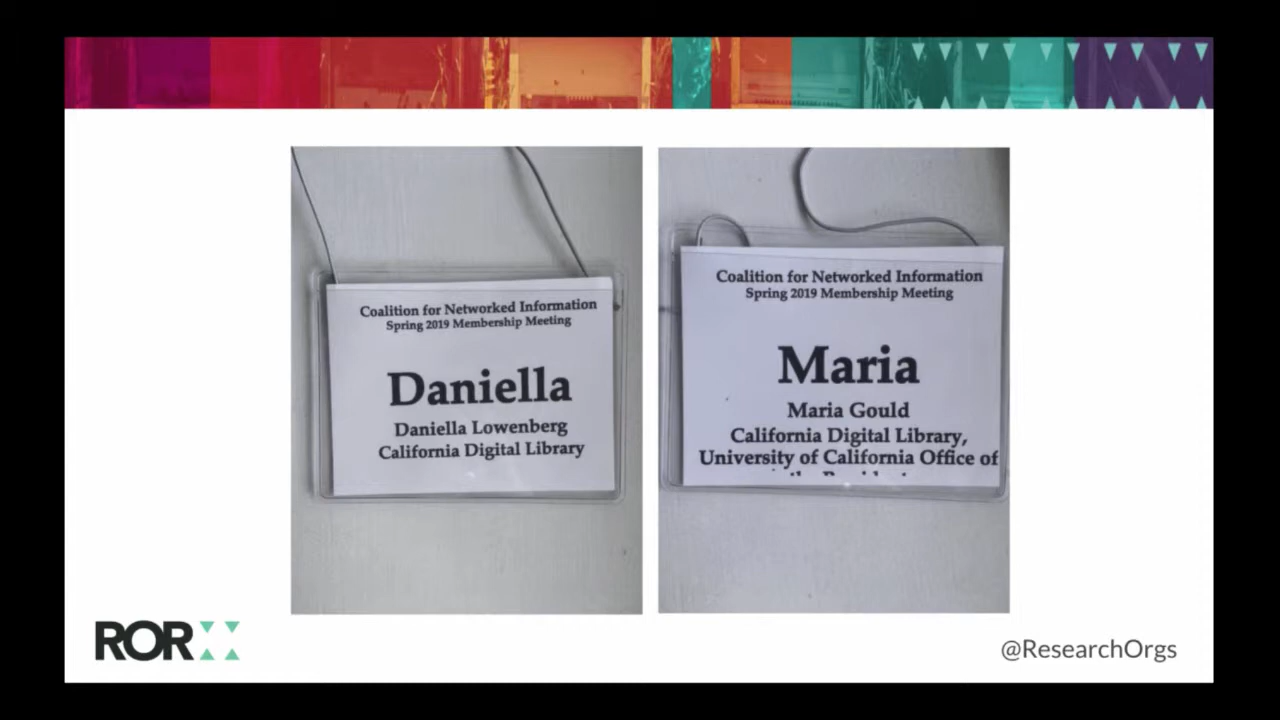 Coalition for Networked Information
Spring 2019 Membership Meeting
Daniella
Daniella Lowenberg
California Digital Library
Coalition for Networked Information
Spring 2019 Membership Meeting
Maria
Maria Gould
California Digital Library,
University of California Office of
ROR
@ResearchOrgs